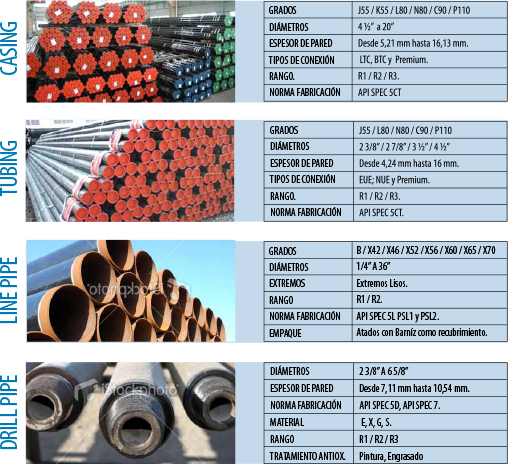 CASING
GRADOS J55 / K55 / L80 / N80 / C90 / P110
DIÁMETROS 4 ½" a 20"
ESPESOR DE PARED Desde 5,21 mm hasta 16,13 mm.
TIPOS DE CONEXIÓN LTC, BTC y Premium.
RANGO. R1 / R2 / R3.
NORMA FABRICACIÓN API SPEC 5CT
TUBING
GRADOS J55 / L80 / N80 / C90 / P110
DIÁMETROS 2 3/8" / 2 7/8" / 3 ½" / 4 ½"
ESPESOR DE PARED Desde 4,24 mm hasta 16 mm.
TIPOS DE CONEXIÓN EUE; NUE y Premium.
RANGO. R1 / R2 / R3.
NORMA FABRICACIÓN API SPEC 5CT.
LINE PIPE
iStockphoto
GRADOS B / X42 / X46 / X52 / X56 / X60 / X65 / X70
DIÁMETROS 1/4" A 36"
EXTREMOS Extremos Lisos.
RANGO R1 / R2.
NORMA FABRICACIÓN API SPEC 5L PSL1 y PSL2.
EMPAQUE Atados con Barníz como recubrimiento.
DRILL PIPE
iStockphoto
DIÁMETROS 2 3/8" A 6 5/8"
ESPESOR DE PARED Desde 7,11 mm hasta 10,54 mm.
NORMA FABRICACIÓN API SPEC 5D, API SPEC 7.
MATERIAL E, X, G, S.
RANGO R1 / R2 / R3
TRATAMIENTO ANTIOX. Pintura, Engrasado